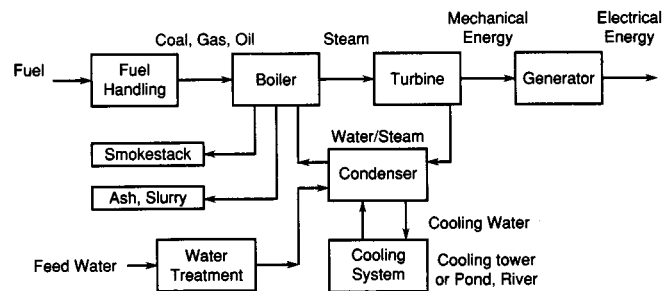 Mechanical
Energy
Electrical
Energy
Coal, Gas, Oil
Steam
Fuel
Fuel
Handling
Boiler
Turbine
Generator
Smokestack
Water/Steam
Condenser
Ash, Slurry
Cooling Water
Feed Water
Water
Treatment
Cooling
System
Cooling tower
or Pond, River